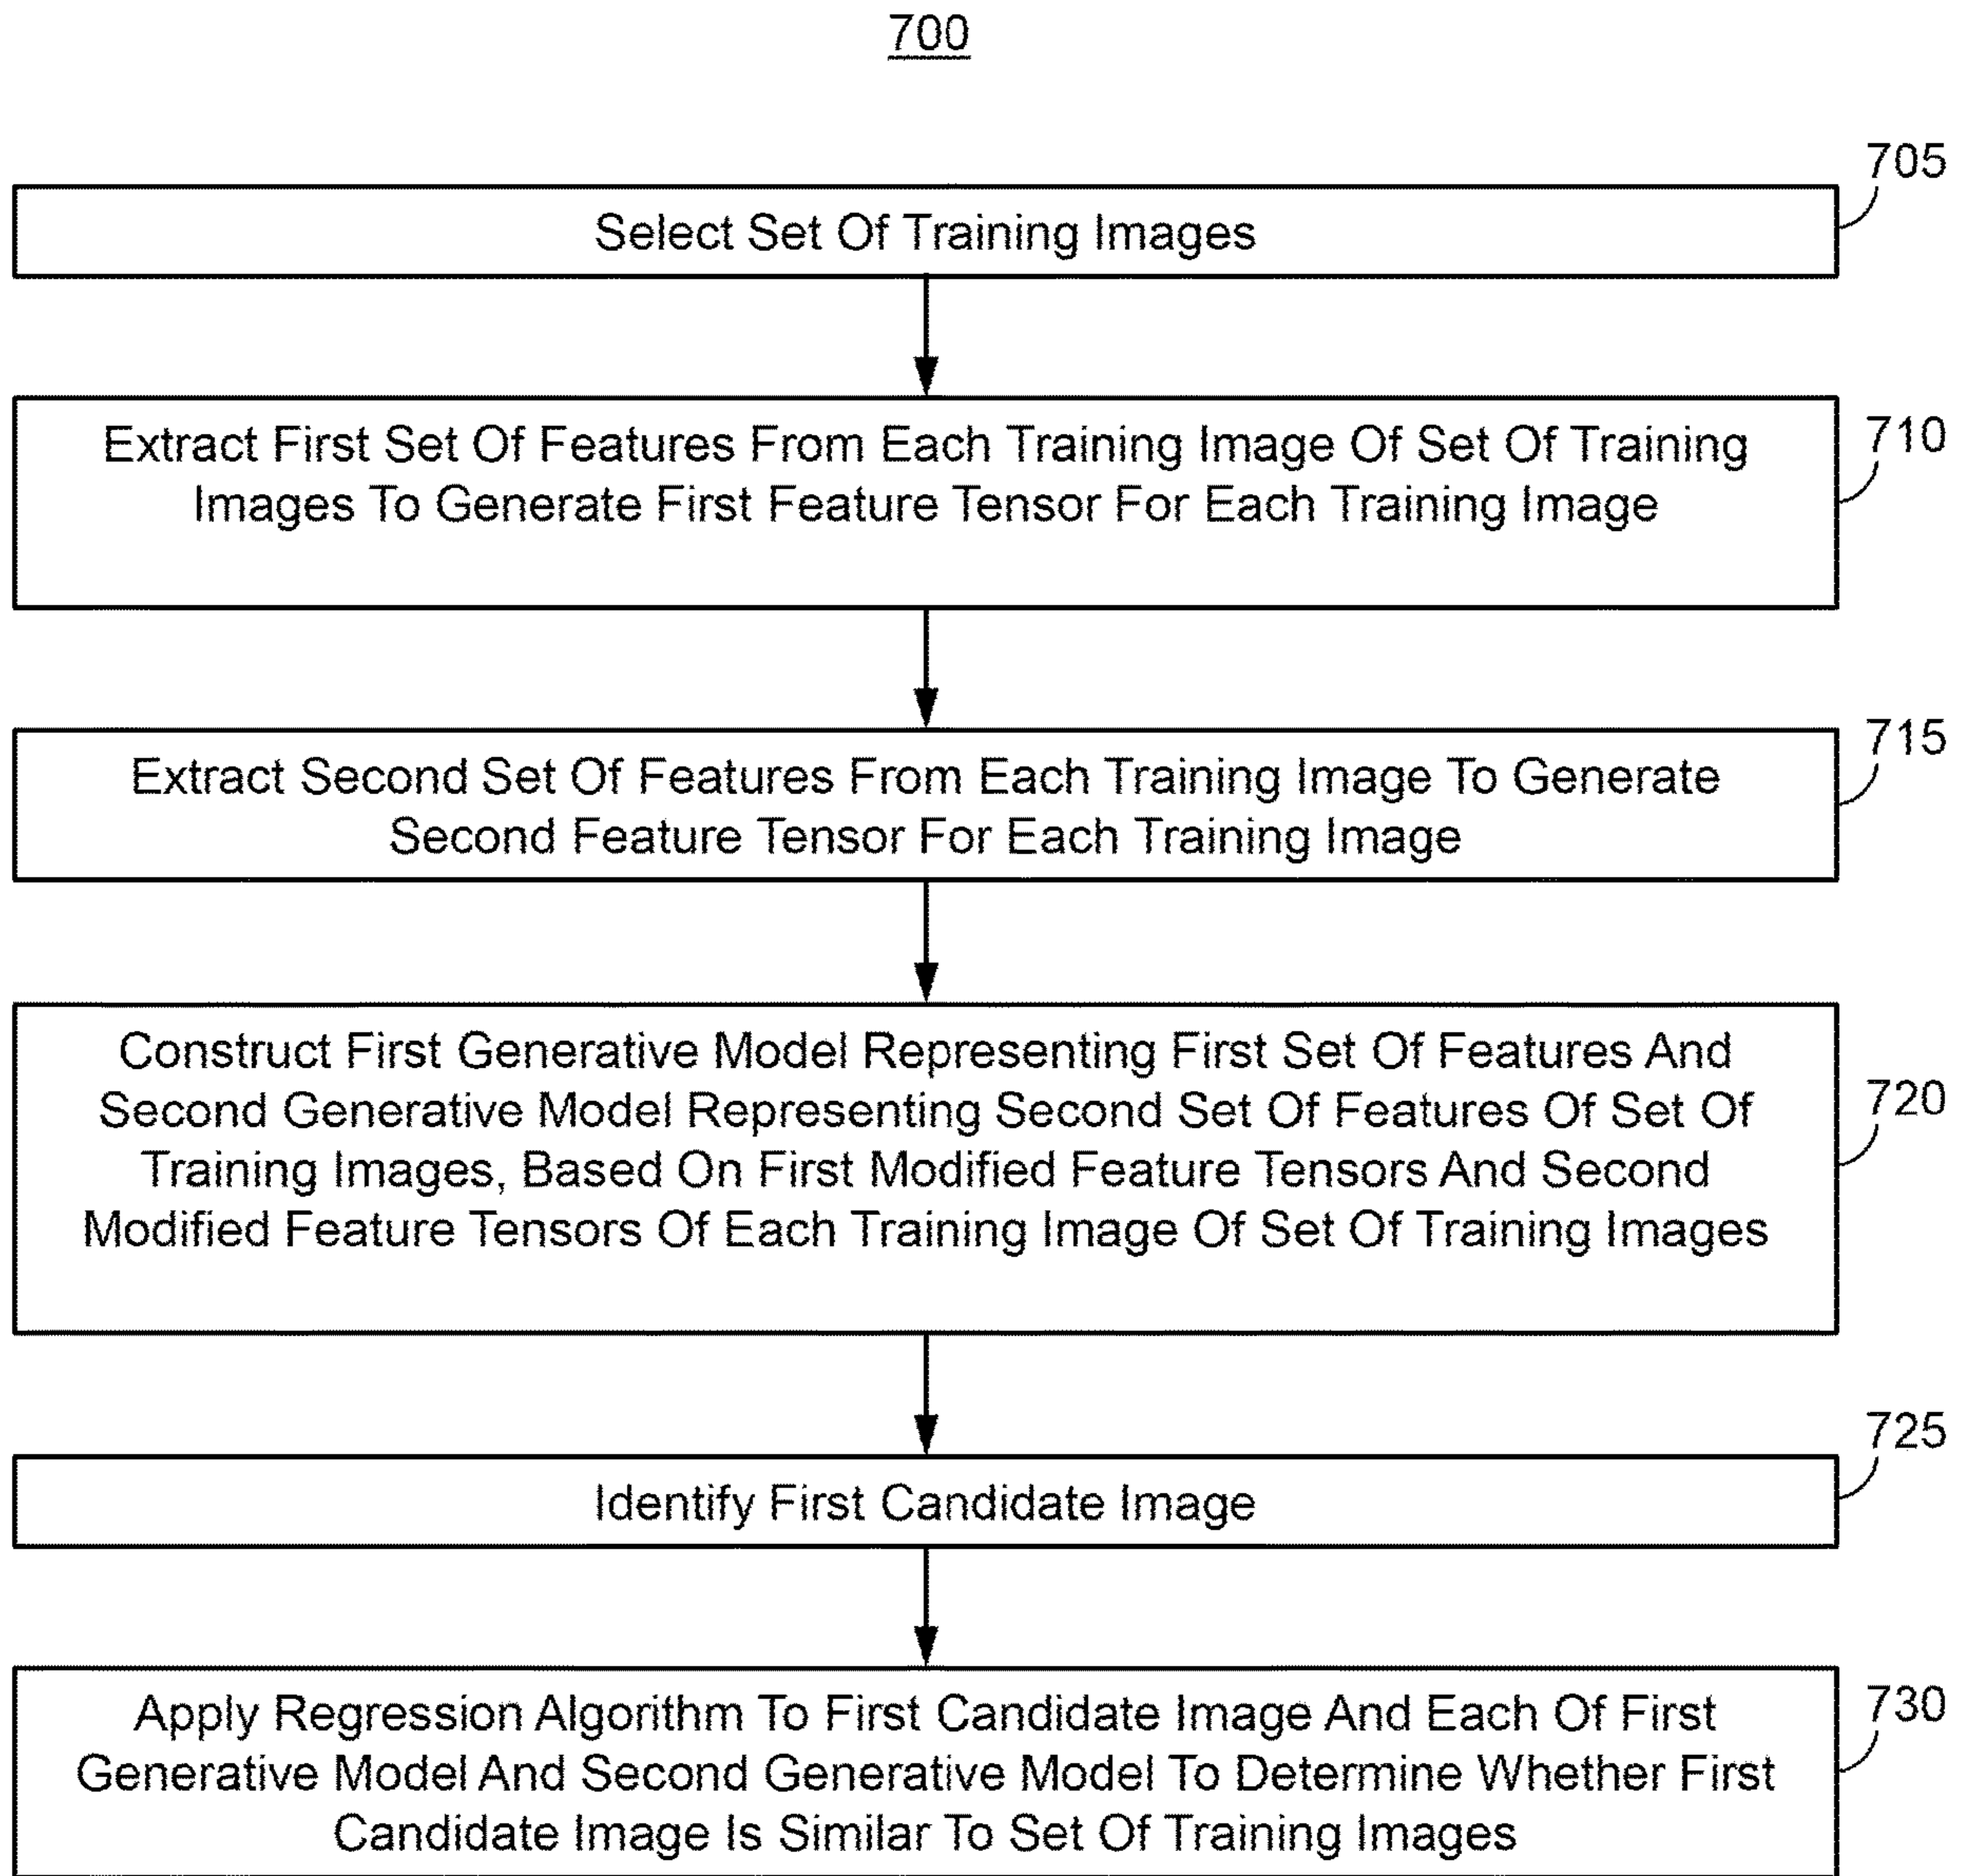 700
705
Select Set Of Training Images
710
Extract First Set Of Features From Each Training Image Of Set Of Training
Images To Generate First Feature Tensor For Each Training Image
715
Extract Second Set Of Features From Each Training Image To Generate
Second Feature Tensor For Each Training Image
Construct First Generative Model Representing First Set Of Features And
Second Generative Model Representing Second Set Of Features Of Set Of
720
Training Images, Based On First Modified Feature Tensors And Second
Modified Feature Tensors Of Each Training Image Of Set Of Training Images
725
Identify First Candidate Image
730
Apply Regression Algorithm To First Candidate Image And Each Of First
Generative Model And Second Generative Model To Determine Whether First
Candidate Image Is Similar To Set Of Training Images